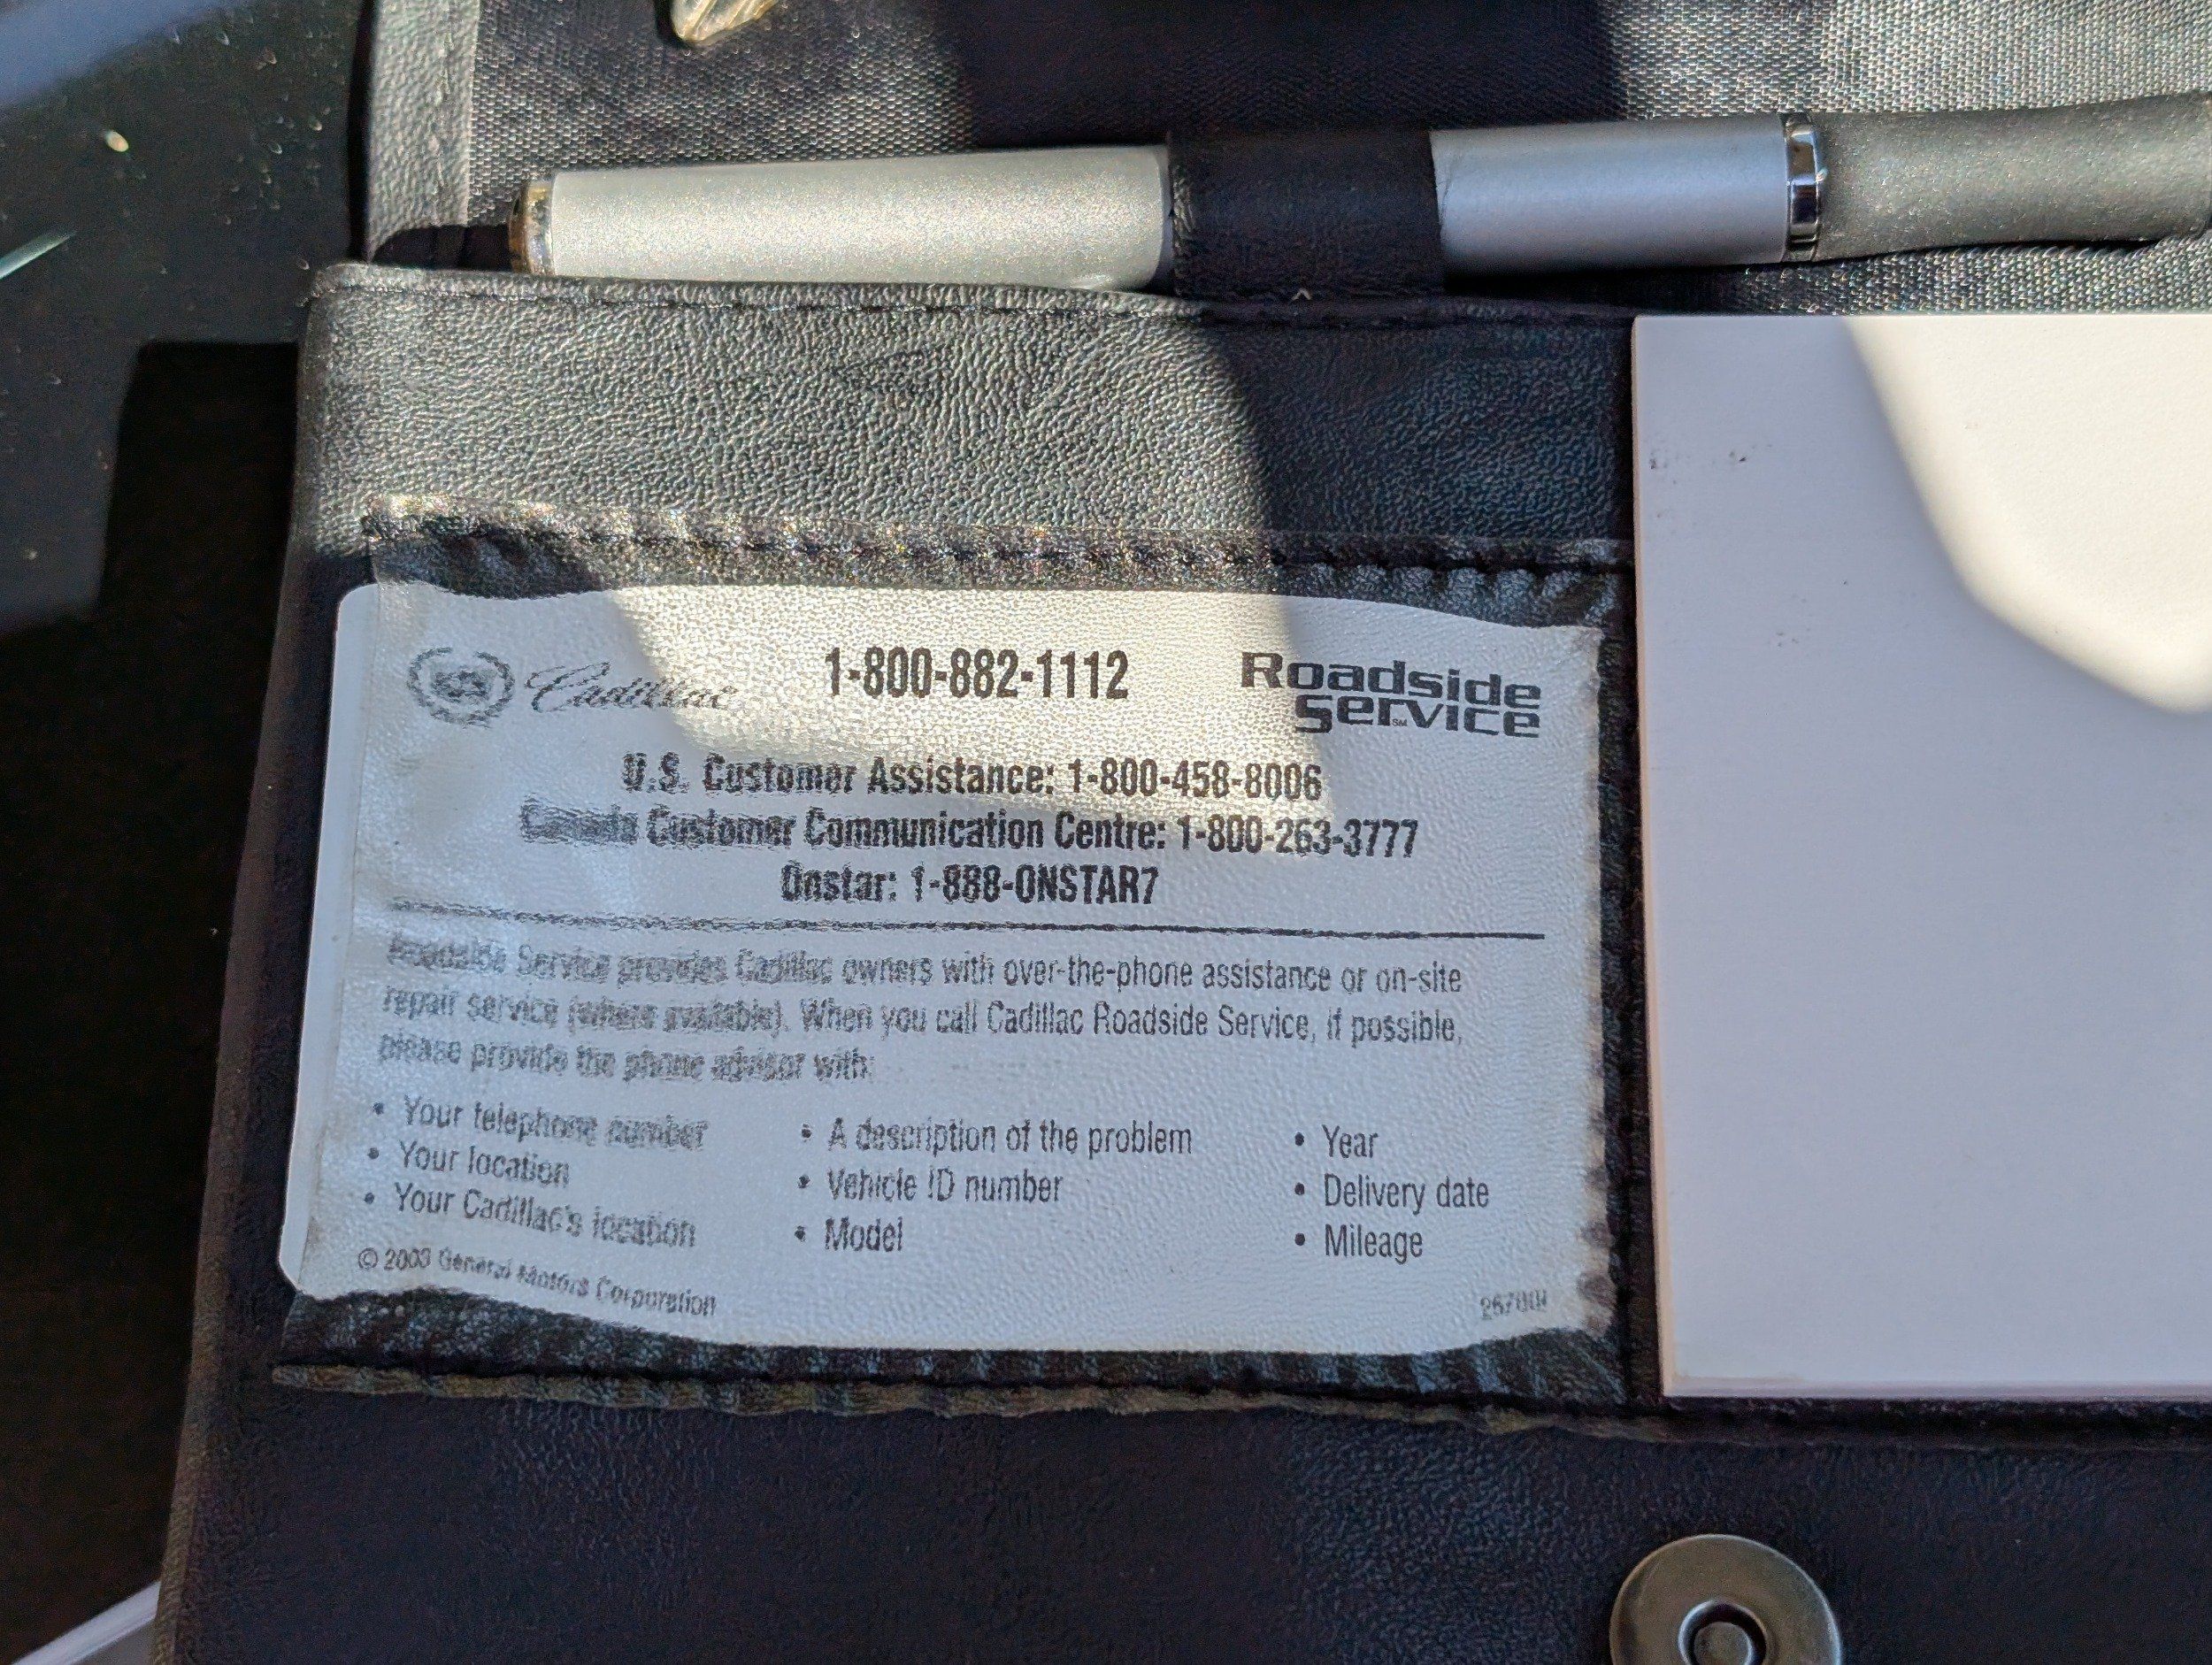 Cadillac 1-800-882-1112 Roadside
Service SM
U.S. Customer Assistance: 1-800-458-8006
Canada Customer Communication Centre: 1-800-263-3777
Onstar: 1-888-ONSTAR7
Roadside Service provides Cadillac owners with over-the-phone assistance or on-site
repair service (where available). When you call Cadillac Roadside Service, if possible,
please provide the phone advisor with:
• Your telephone number
• Your location
• Your Cadillac's location
• A description of the problem
• Vehicle ID number
• Model
• Year
• Delivery date
• Mileage
© 2003 General Motors Corporation